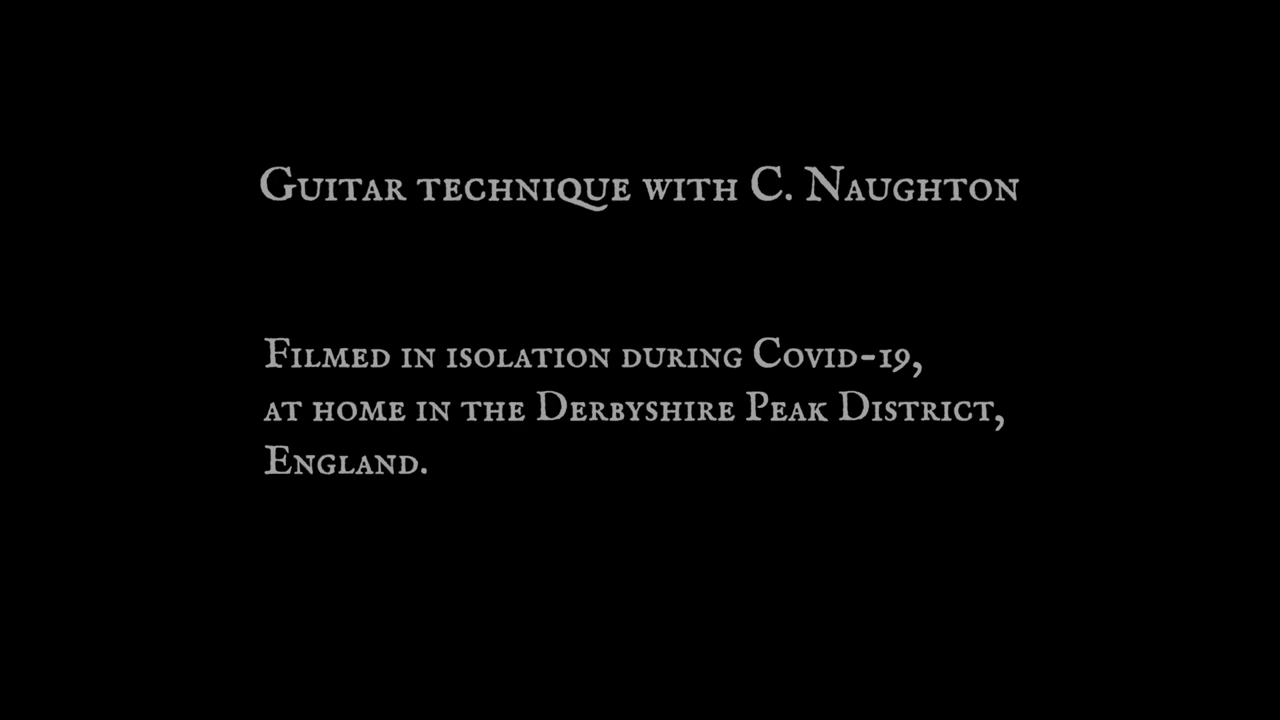 Guitar technique with C. Naughton
Filmed in isolation during Covid-19,
at home in the Derbyshire Peak District,
England.